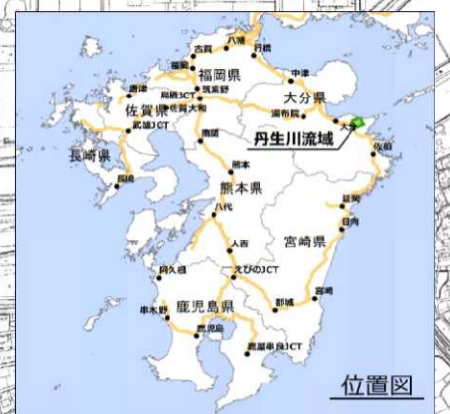 八幡
古賀
行橋
福岡
福岡県
中津
筑紫野
唐津
鳥栖JCT
大分県
佐賀県
佐賀大和
湯布院
武雄JCT
大分
丹生川流域
南関
佐伯
長崎県
熊本
長崎
熊本県
延岡
八代
日向
人吉
宮崎県
阿久根
えびのJCT
宮崎
鹿児島県
都城
串木野
鹿児島
鹿屋串良JCT
位置図